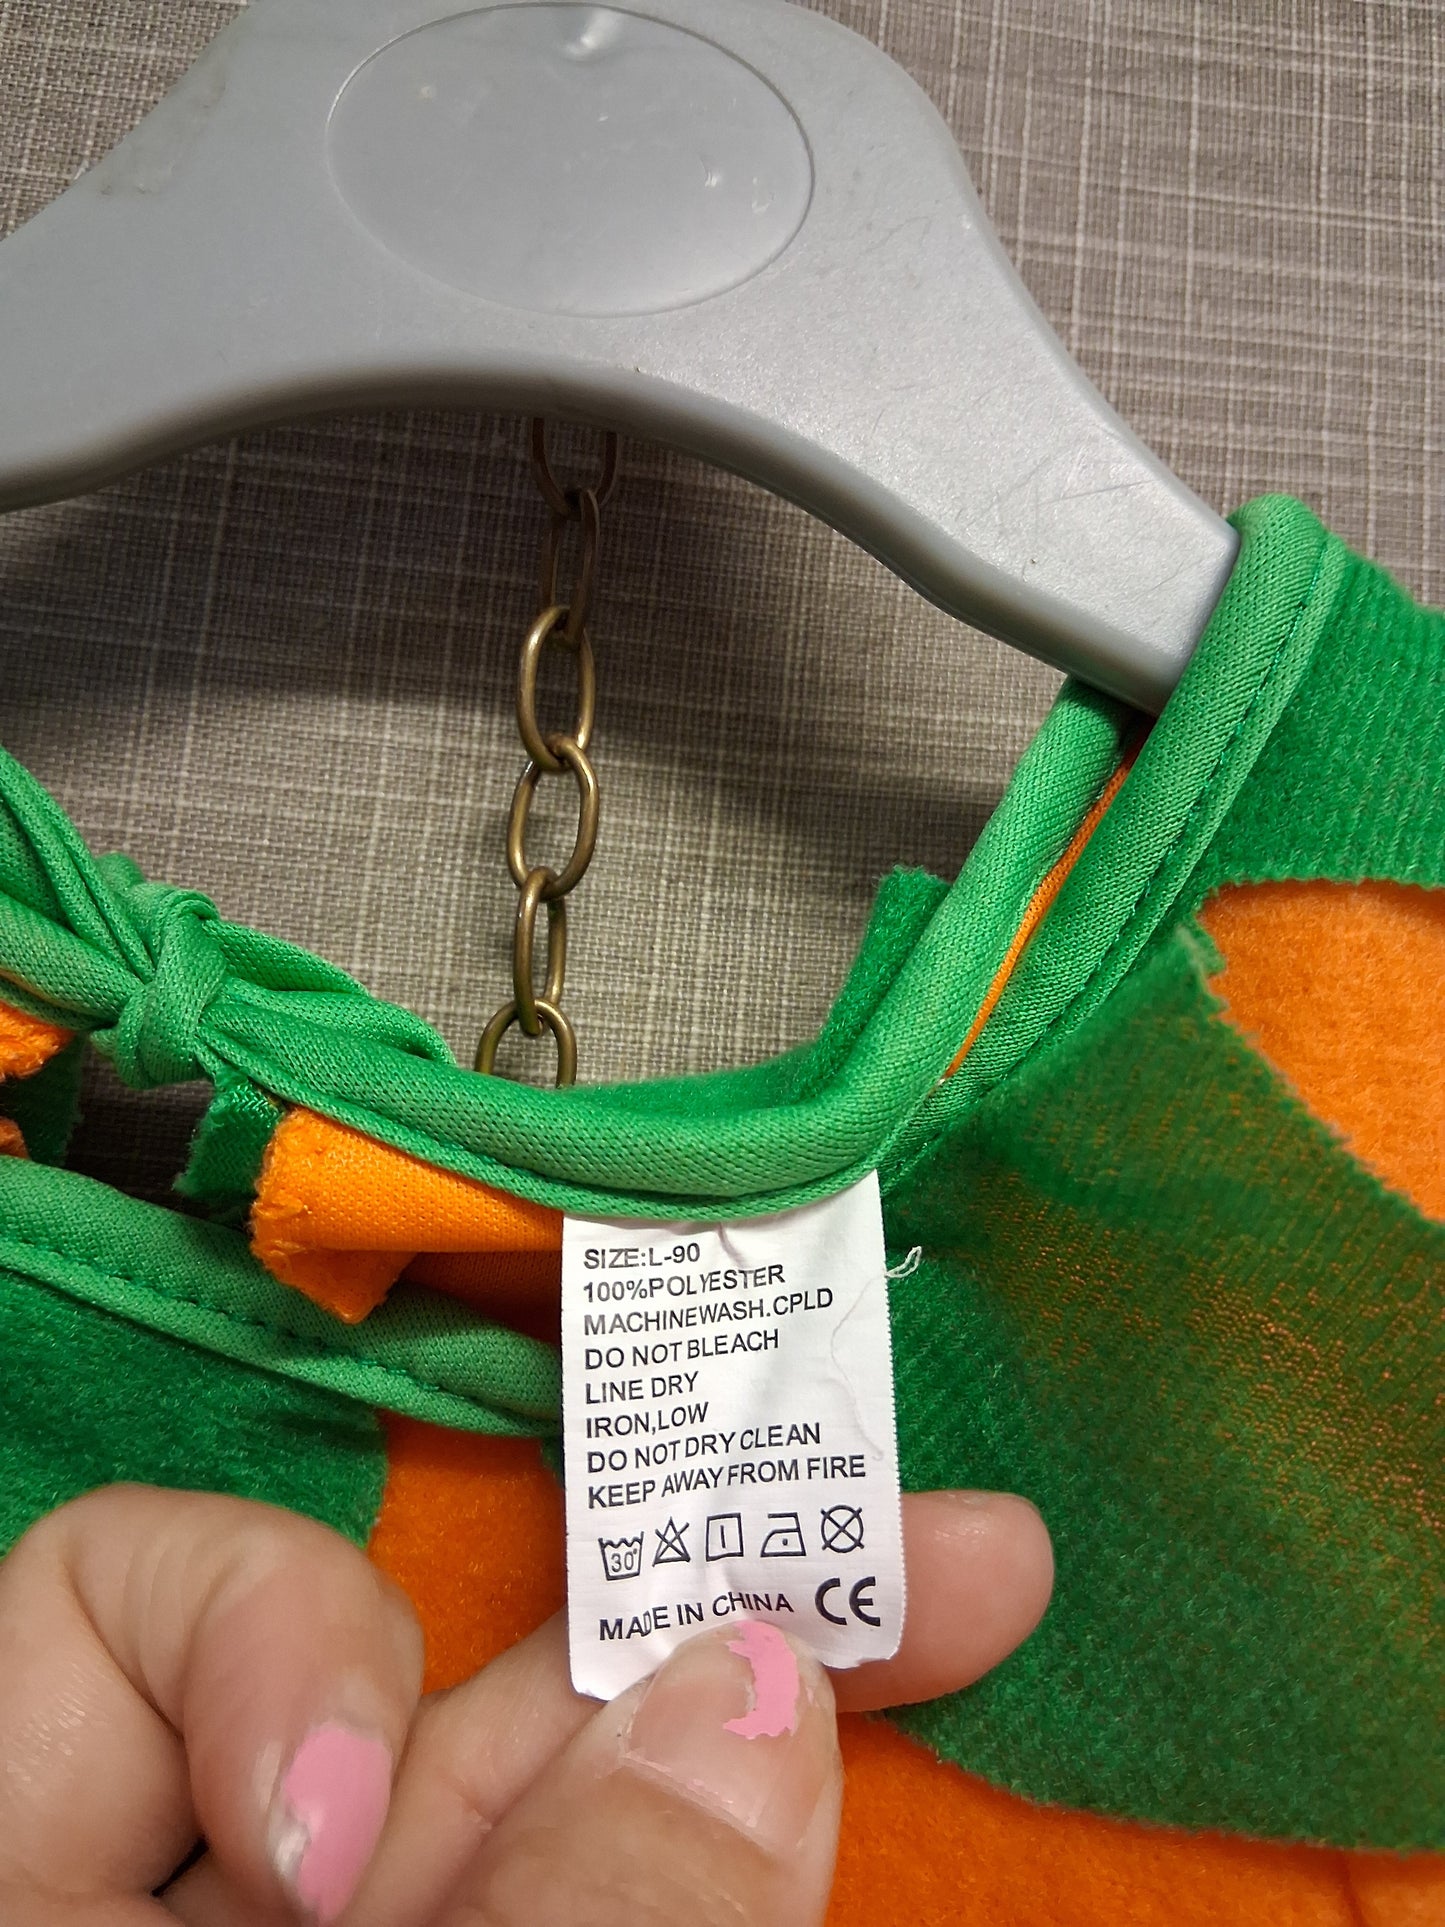 SIZE:L-90
100%POLYESTER
MACHINEWASH.CPLD
DO NOT BLEACH
LINE DRY
IRON,LOW
DO NOT DRY CLEAN
KEEP AWAY FROM FIRE
30°
MADE IN CHINA CE